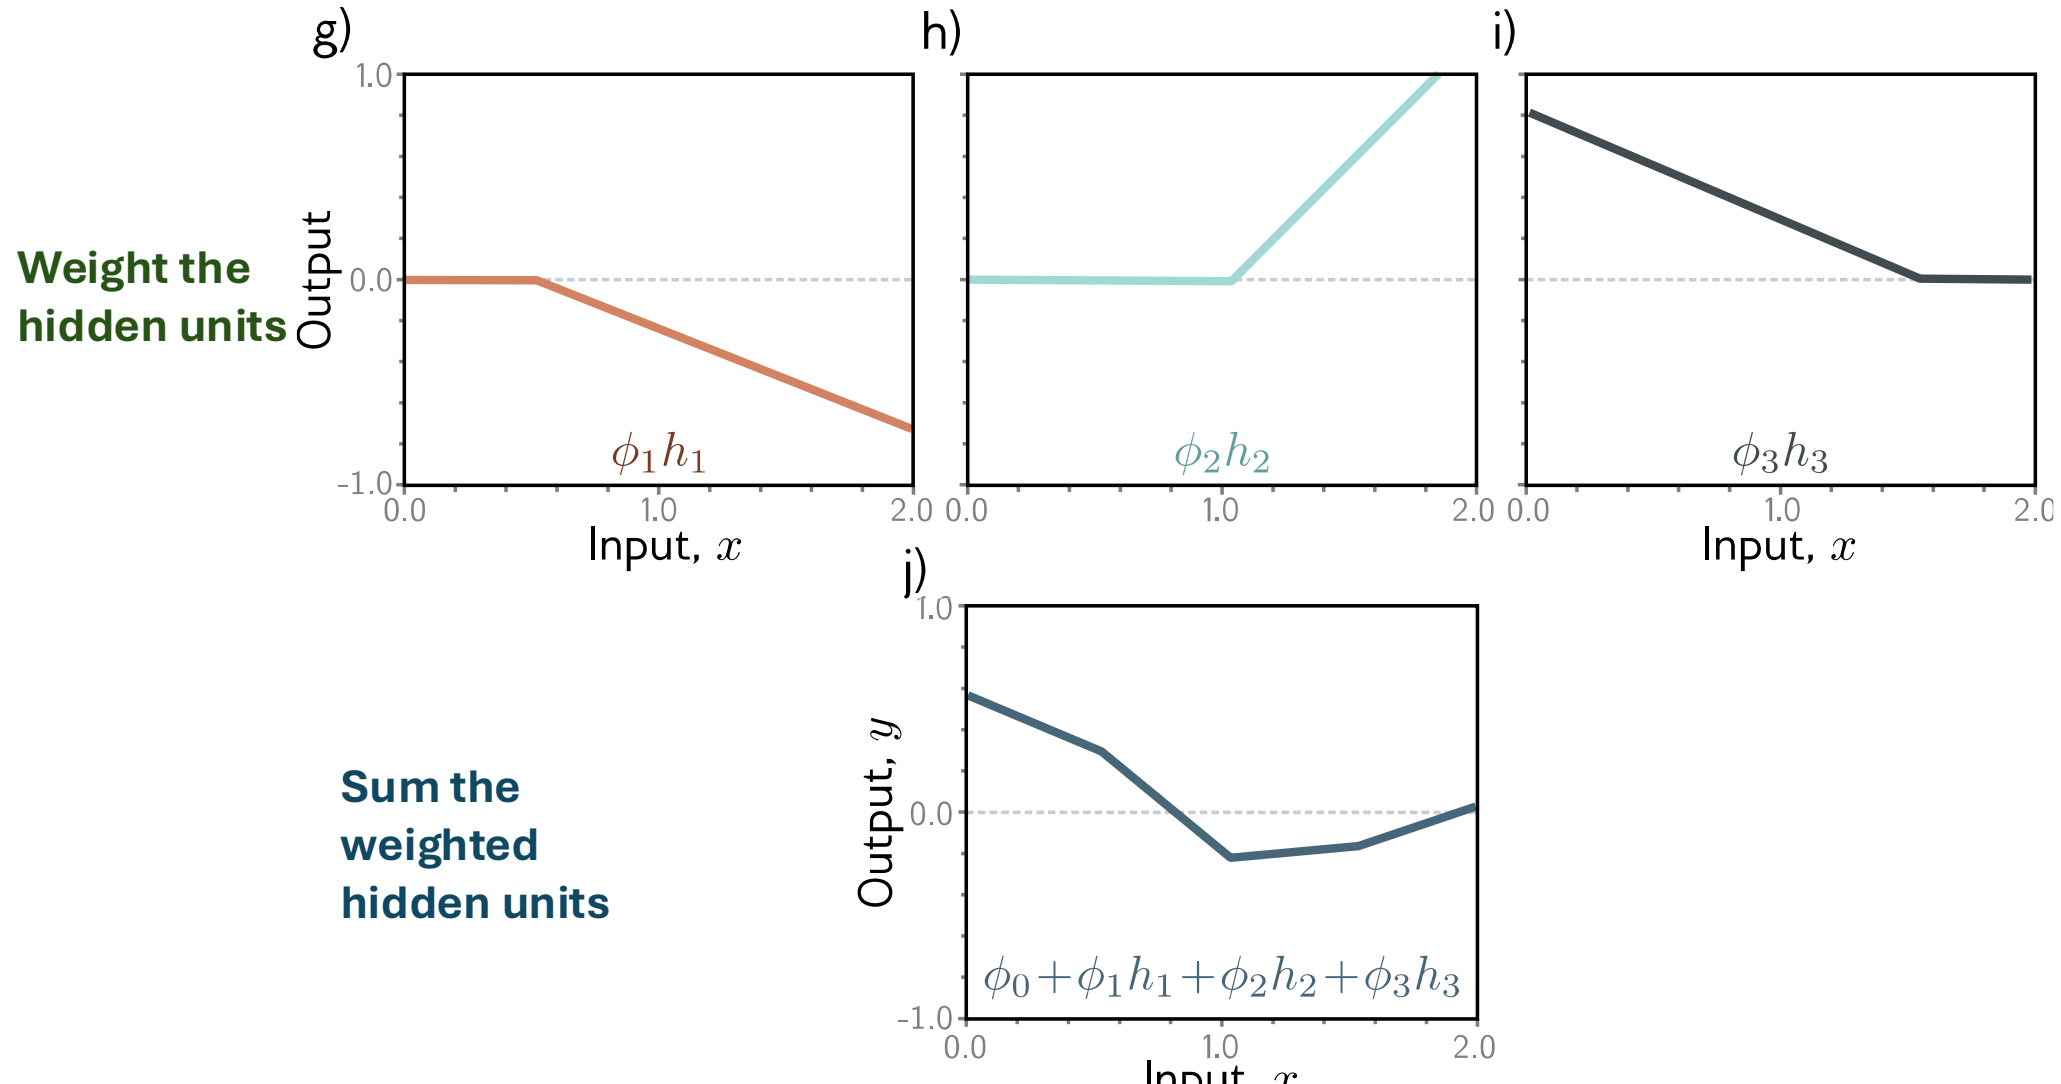 g)
h)
i)
Weight the
hidden units
Output
1.0
0.0
-1.0
ϕ₁h₁
ϕ₂h₂
ϕ₃h₃
0.0 1.0 2.0
0.0 1.0 2.0
0.0 1.0 2.0
Input, x
Input, x
j)
Sum the
weighted
hidden units
Output, y
1.0
0.0
-1.0
ϕ₀+ϕ₁h₁+ϕ₂h₂+ϕ₃h₃
0.0 1.0 2.0
Input, x